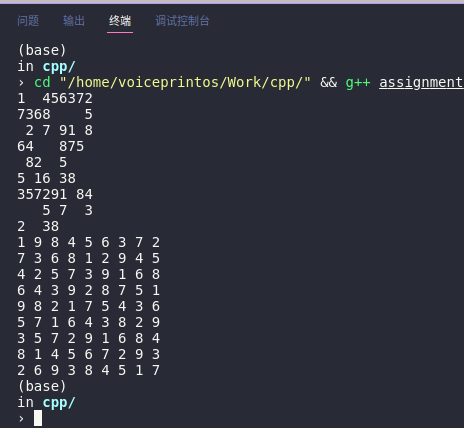 问题 输出 终端 调试控制台
(base)
in cpp/
› cd "/home/voiceprintos/Work/cpp/" && g++ assignment
1  456372
7368    5
 2 7 91 8
64   875
 82  5
5 16 38
357291 84
   5 7  3
2  38
1 9 8 4 5 6 3 7 2
7 3 6 8 1 2 9 4 5
4 2 5 7 3 9 1 6 8
6 4 3 9 2 8 7 5 1
9 8 2 1 7 5 4 3 6
5 7 1 6 4 3 8 2 9
3 5 7 2 9 1 6 8 4
8 1 4 5 6 7 2 9 3
2 6 9 3 8 4 5 1 7
(base)
in cpp/
›